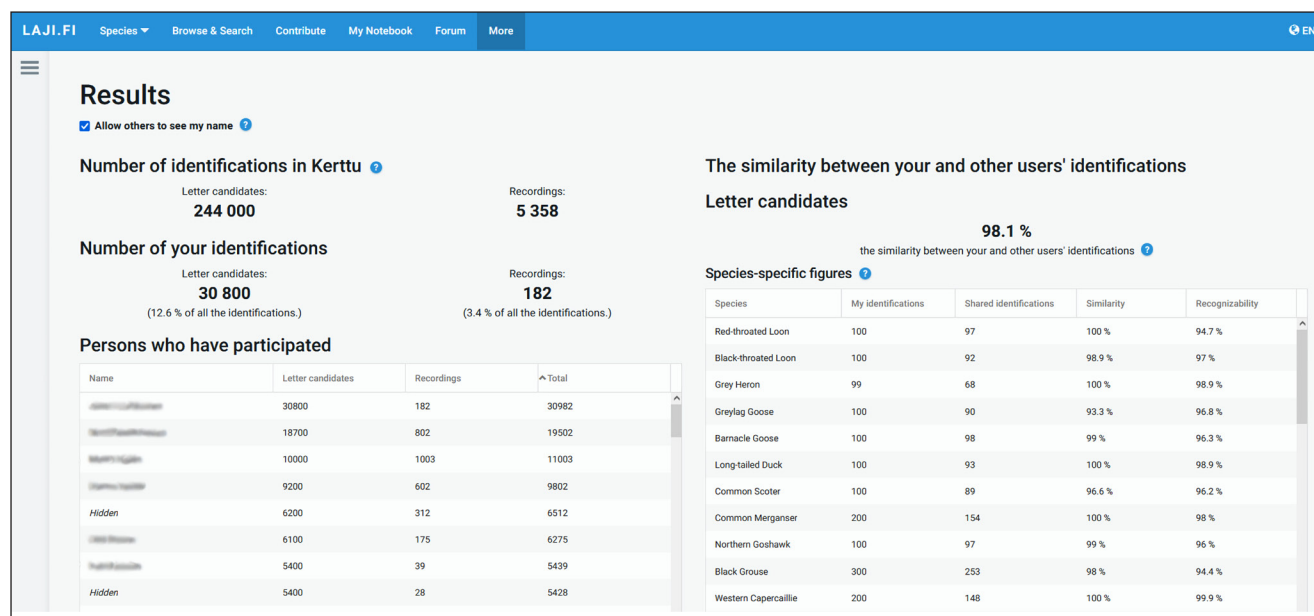 LAJI.FI Species Browse & Search Contribute My Notebook Forum More EN
Results
Allow others to see my name ?
Number of identifications in Kerttu ?
Letter candidates: Recordings:
244 000 5 358
Number of your identifications
Letter candidates: Recordings:
30 800 182
(12.6 % of all the identifications.) (3.4 % of all the identifications.)
Persons who have participated
Name Letter candidates Recordings Total
30800 182 30982
18700 802 19502
10000 1003 11003
9200 602 9802
Hidden 6200 312 6512
6100 175 6275
5400 39 5439
Hidden 5400 28 5428
The similarity between your and other users' identifications
Letter candidates
98.1 %
the similarity between your and other users' identifications ?
Species-specific figures ?
Species My identifications Shared identifications Similarity Recognizability
Red-throated Loon 100 97 100 % 94.7 %
Black-throated Loon 100 92 98.9 % 97 %
Grey Heron 99 68 100 % 98.9 %
Greylag Goose 100 90 93.3 % 96.8 %
Barnacle Goose 100 98 99 % 96.3 %
Long-tailed Duck 100 93 100 % 98.9 %
Common Scoter 100 89 96.6 % 96.2 %
Common Merganser 200 154 100 % 98 %
Northern Goshawk 100 97 99 % 96 %
Black Grouse 300 253 98 % 94.4 %
Western Capercaillie 200 148 100 % 99.9 %